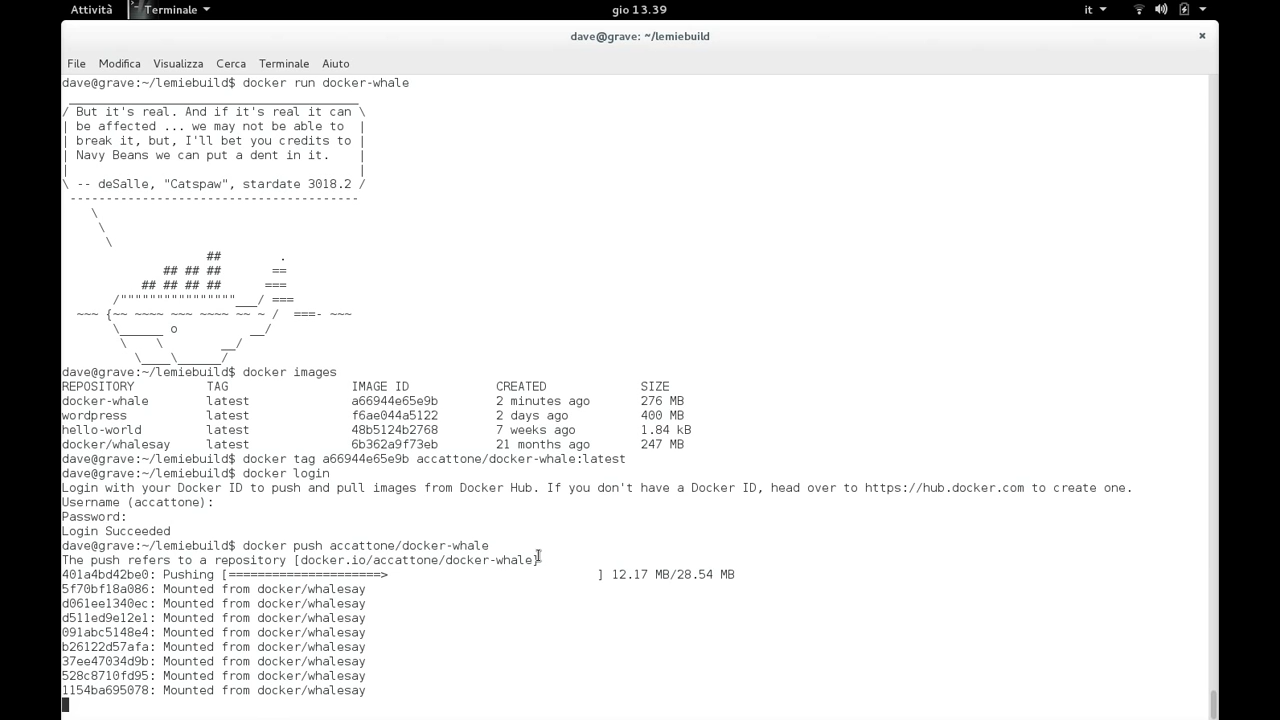 Attività Terminale gio 13.39 it
dave@grave: ~/lemiebuild ×
File Modifica Visualizza Cerca Terminale Aiuto
dave@grave:~/lemiebuild$ docker run docker-whale
 ________________________________________
/ But it's real. And if it's real it can \
| be affected ... we may not be able to  |
| break it, but, I'll bet you credits to |
| Navy Beans we can put a dent in it.    |
|                                        |
\ -- deSalle, "Catspaw", stardate 3018.2 /
 ----------------------------------------
    \
     \
      \
                    ##         .
              ## ## ##        ==
           ## ## ## ##      ===
       /""""""""""""""""___/ ===
  ~~~ {~~ ~~~~ ~~~ ~~~~ ~~ ~ /  ===- ~~~
       \______ o           __/
        \    \        __/
          \____\______/
dave@grave:~/lemiebuild$ docker images
REPOSITORY          TAG                 IMAGE ID            CREATED             SIZE
docker-whale        latest              a66944e65e9b        2 minutes ago       276 MB
wordpress           latest              f6ae044a5122        2 days ago          400 MB
hello-world         latest              48b5124b2768        7 weeks ago         1.84 kB
docker/whalesay     latest              6b362a9f73eb        21 months ago       247 MB
dave@grave:~/lemiebuild$ docker tag a66944e65e9b accattone/docker-whale:latest
dave@grave:~/lemiebuild$ docker login
Login with your Docker ID to push and pull images from Docker Hub. If you don't have a Docker ID, head over to https://hub.docker.com to create one.
Username (accattone):
Password:
Login Succeeded
dave@grave:~/lemiebuild$ docker push accattone/docker-whale
The push refers to a repository [docker.io/accattone/docker-whale]
401a4bd42be0: Pushing [=====================>                             ] 12.17 MB/28.54 MB
5f70bf18a086: Mounted from docker/whalesay
d061ee1340ec: Mounted from docker/whalesay
d511ed9e12e1: Mounted from docker/whalesay
091abc5148e4: Mounted from docker/whalesay
b26122d57afa: Mounted from docker/whalesay
37ee47034d9b: Mounted from docker/whalesay
528c8710fd95: Mounted from docker/whalesay
1154ba695078: Mounted from docker/whalesay